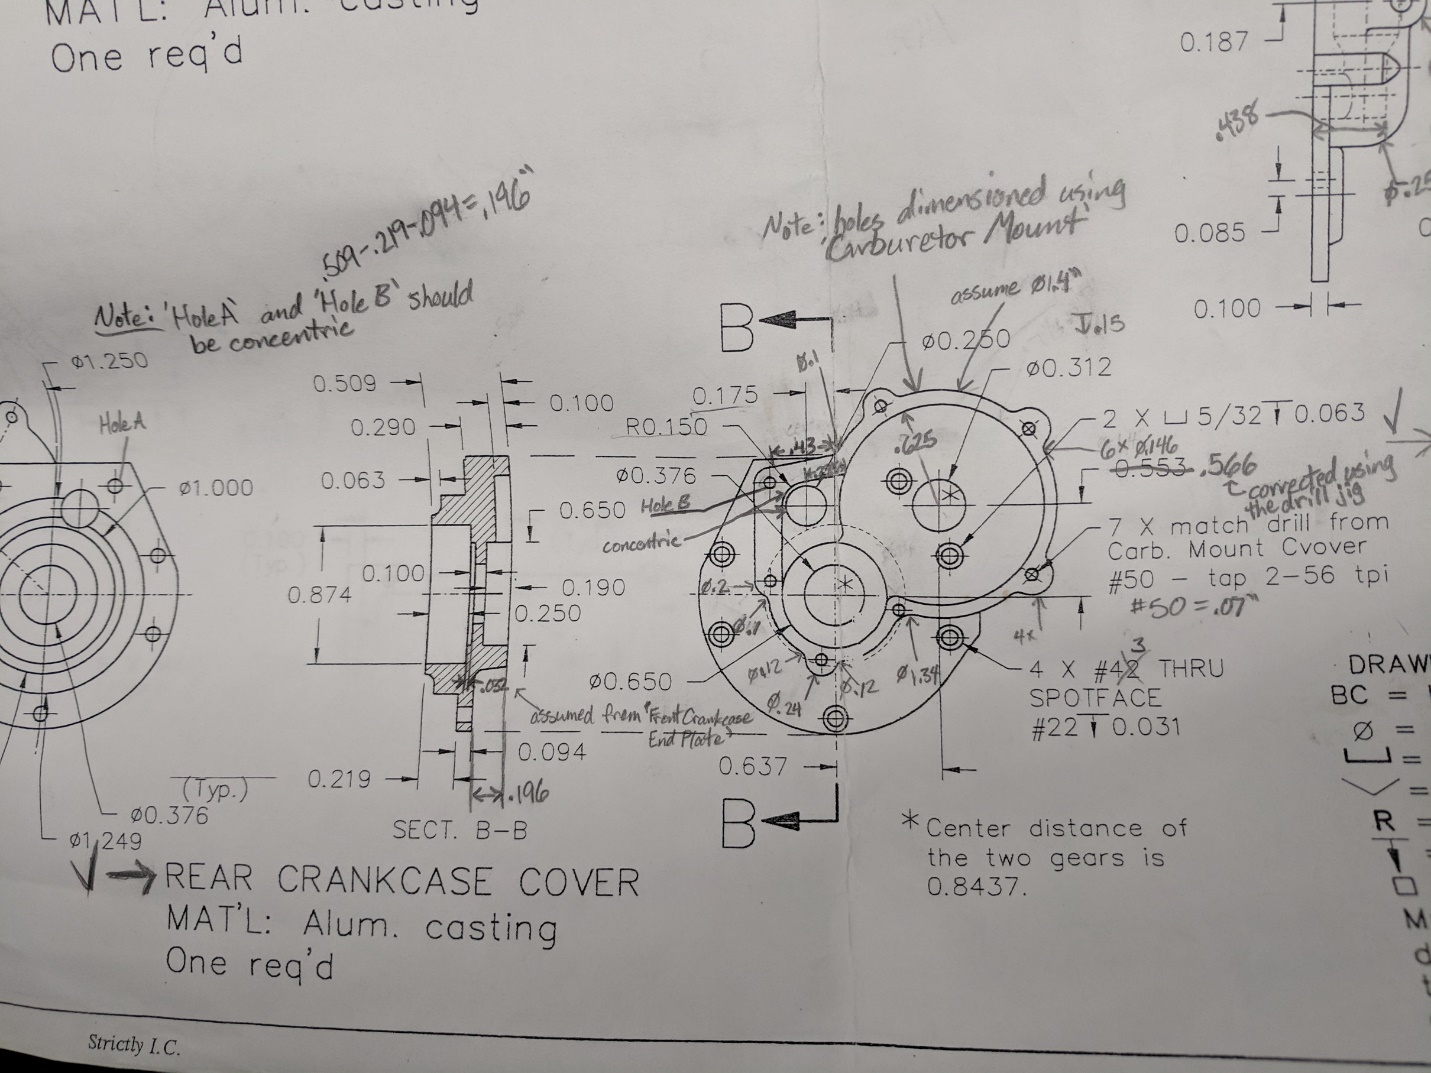 MAT'L: Alum. casting
One req'd
0.187
.438
0.085
0.100
.509-.219-.094=.196"
Note: 'Hole A' and 'Hole B' should
be concentric
Note: holes dimensioned using
'Carburetor Mount'
assume Ø1.4"
↧.15
Ø1.250
Hole A
Ø1.000
0.509
0.100
0.290
0.063
0.650
0.100
0.874
0.190
0.250
.032
assumed from "Front Crankcase
End Plate"
0.094
0.219
.196
SECT. B-B
(Typ.)
Ø0.376
Ø1.249
B
Ø.1
Ø0.250
Ø0.312
0.175
R0.150
.43
Ø0.376
Hole B
concentric
.625
2 X ⌴ 5/32 ↧ 0.063
6x Ø.146
0.553 .566
corrected using
the drill jig
7 X match drill from
Carb. Mount Cvover
#50 - tap 2-56 tpi
#50 = .07"
4x
3
4 X #42 THRU
SPOTFACE
#22 ↧ 0.031
Ø.2
Ø.12
Ø.24
Ø.12
Ø1.34
Ø0.650
0.637
B
* Center distance of
the two gears is
0.8437.
REAR CRANKCASE COVER
MAT'L: Alum. casting
One req'd
BC =
Ø =
⌴ =
R =
Strictly I.C.